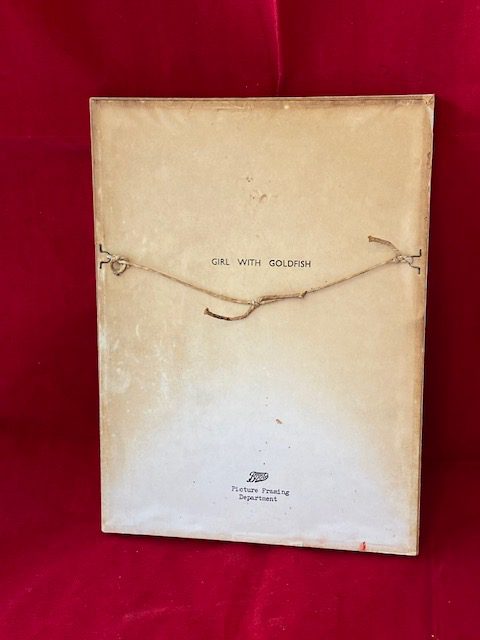 GIRL WITH GOLDFISH
Boots
Picture Framing
Department